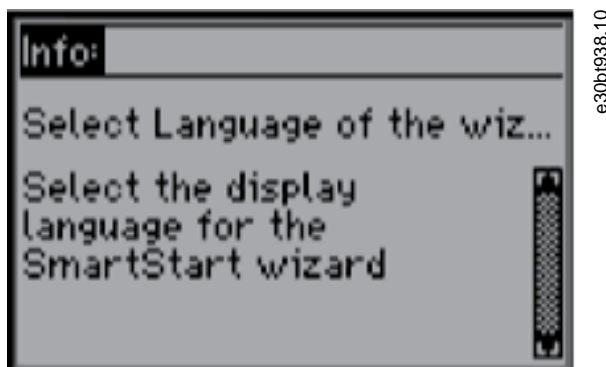 Info:
Select Language of the wiz...
Select the display
language for the
SmartStart wizard
e30bt938.10